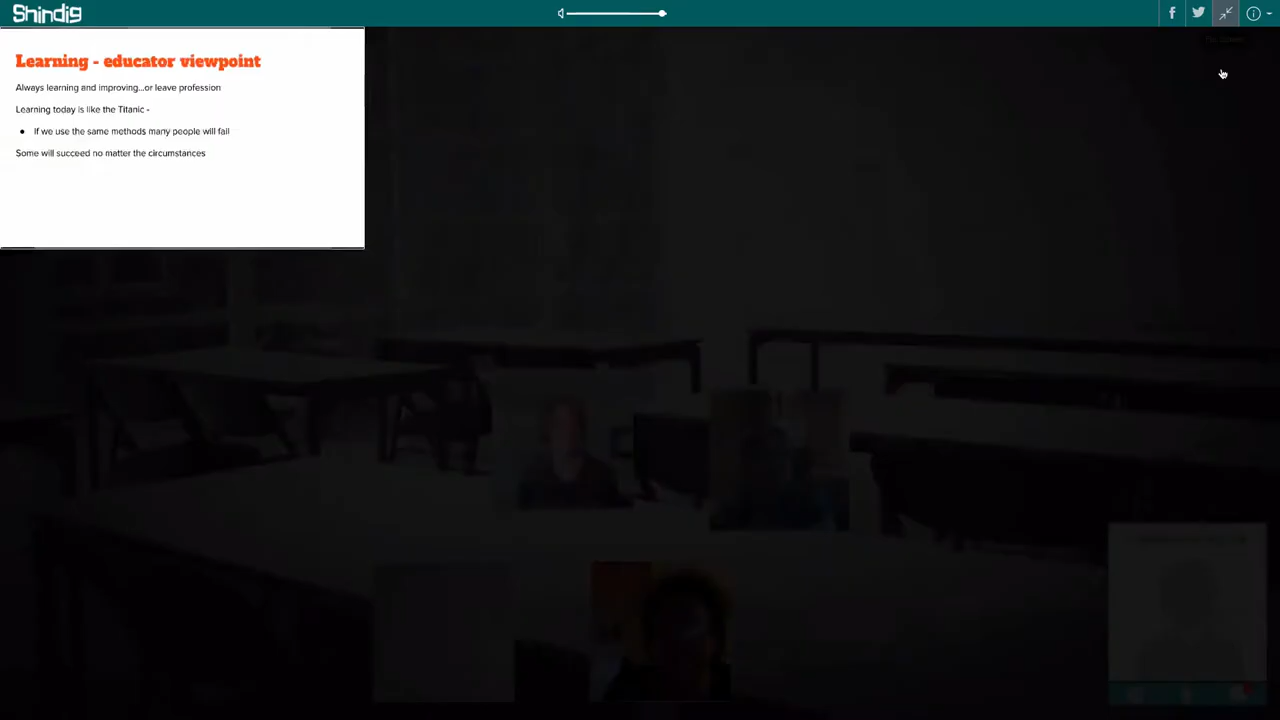 Shindig
Learning - educator viewpoint
Always learning and improving...or leave profession
Learning today is like the Titanic -
● If we use the same methods many people will fail
Some will succeed no matter the circumstances